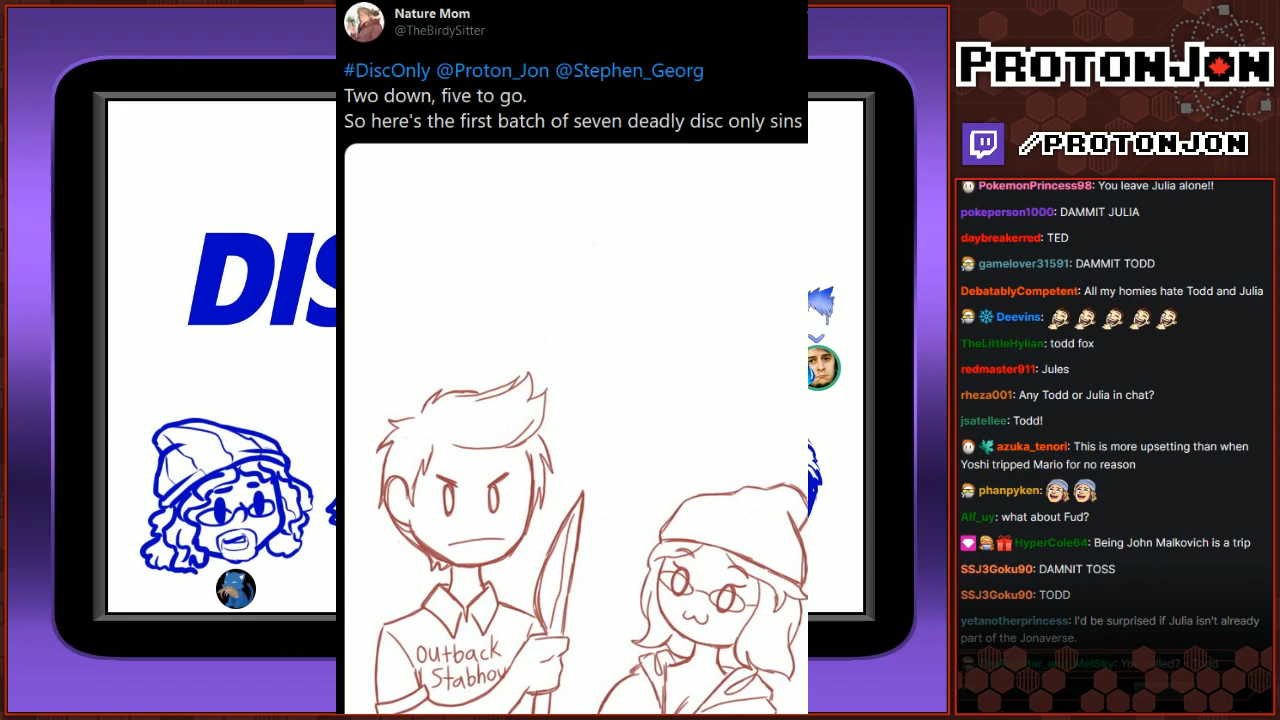 Nature Mom
@TheBirdySitter
#DiscOnly @Proton_Jon @Stephen_Georg
Two down, five to go.
So here's the first batch of seven deadly disc only sins
DIS
Outback
Stabhou
PROTONJON
/PROTONJON
PokemonPrincess98: You leave Julia alone!!
pokeperson1000: DAMMIT JULIA
daybreakerred: TED
gamelover31591: DAMMIT TODD
DebatablyCompetent: All my homies hate Todd and Julia
Deevins:
TheLittleHylian: todd fox
redmaster911: Jules
rheza001: Any Todd or Julia in chat?
jsatellee: Todd!
azuka_tenori: This is more upsetting than when
Yoshi tripped Mario for no reason
phanpyken:
Alf_uy: what about Fud?
HyperCole64: Being John Malkovich is a trip
SSJ3Goku90: DAMNIT TOSS
SSJ3Goku90: TODD
yetanotherprincess: I'd be surprised if Julia isn't already
part of the Jonaverse.